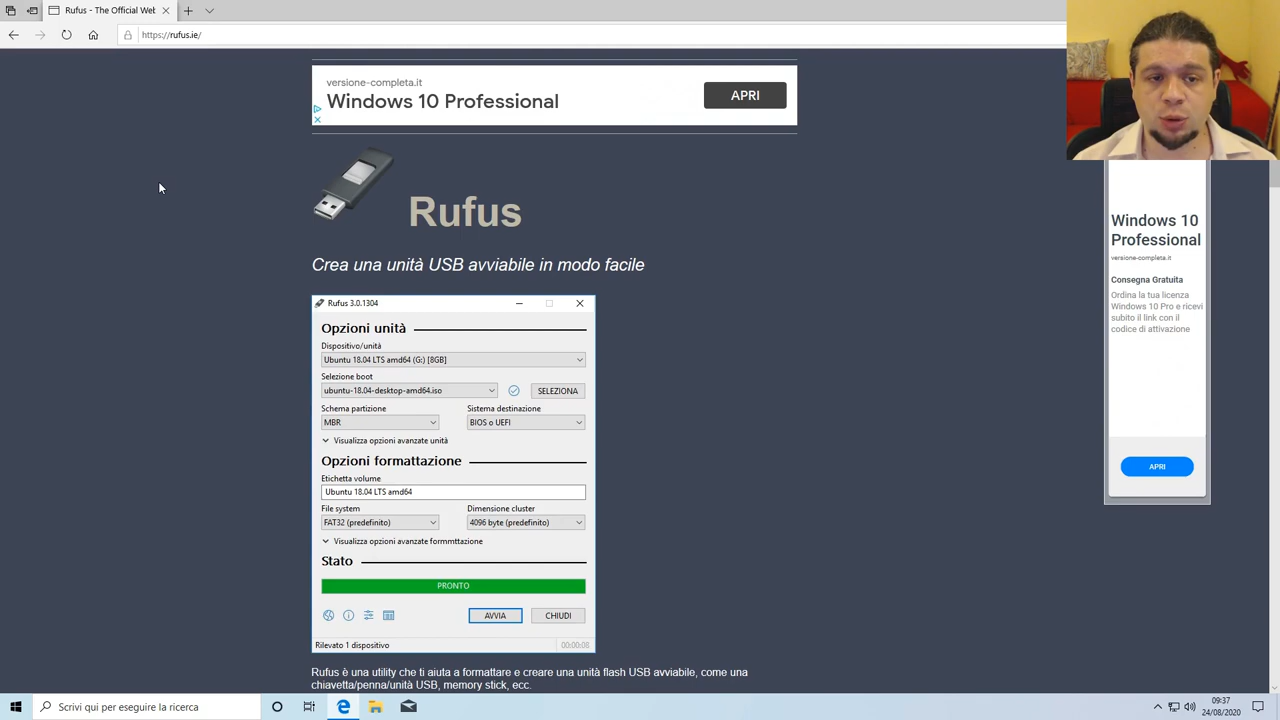 Rufus - The Official Web
https://rufus.ie/
versione-completa.it
Windows 10 Professional
APRI
Rufus
Crea una unità USB avviabile in modo facile
Rufus 3.0.1304
Opzioni unità
Dispositivo/unità
Ubuntu 18.04 LTS amd64 (G:) [8GB]
Selezione boot
ubuntu-18.04-desktop-amd64.iso
SELEZIONA
Schema partizione
Sistema destinazione
MBR
BIOS o UEFI
Visualizza opzioni avanzate unità
Opzioni formattazione
Etichetta volume
Ubuntu 18.04 LTS amd64
File system
Dimensione cluster
FAT32 (predefinito)
4096 byte (predefinito)
Visualizza opzioni avanzate formmttazione
Stato
PRONTO
AVVIA
CHIUDI
Rilevato 1 dispositivo
00:00:08
Rufus è una utility che ti aiuta a formattare e creare una unità flash USB avviabile, come una
chiavetta/penna/unità USB, memory stick, ecc.
Windows 10
Professional
versione-completa.it
Consegna Gratuita
Ordina la tua licenza
Windows 10 Pro e ricevi
subito il link con il
codice di attivazione
APRI
Scrivi qui per eseguire la ricerca
09:37
24/08/2020